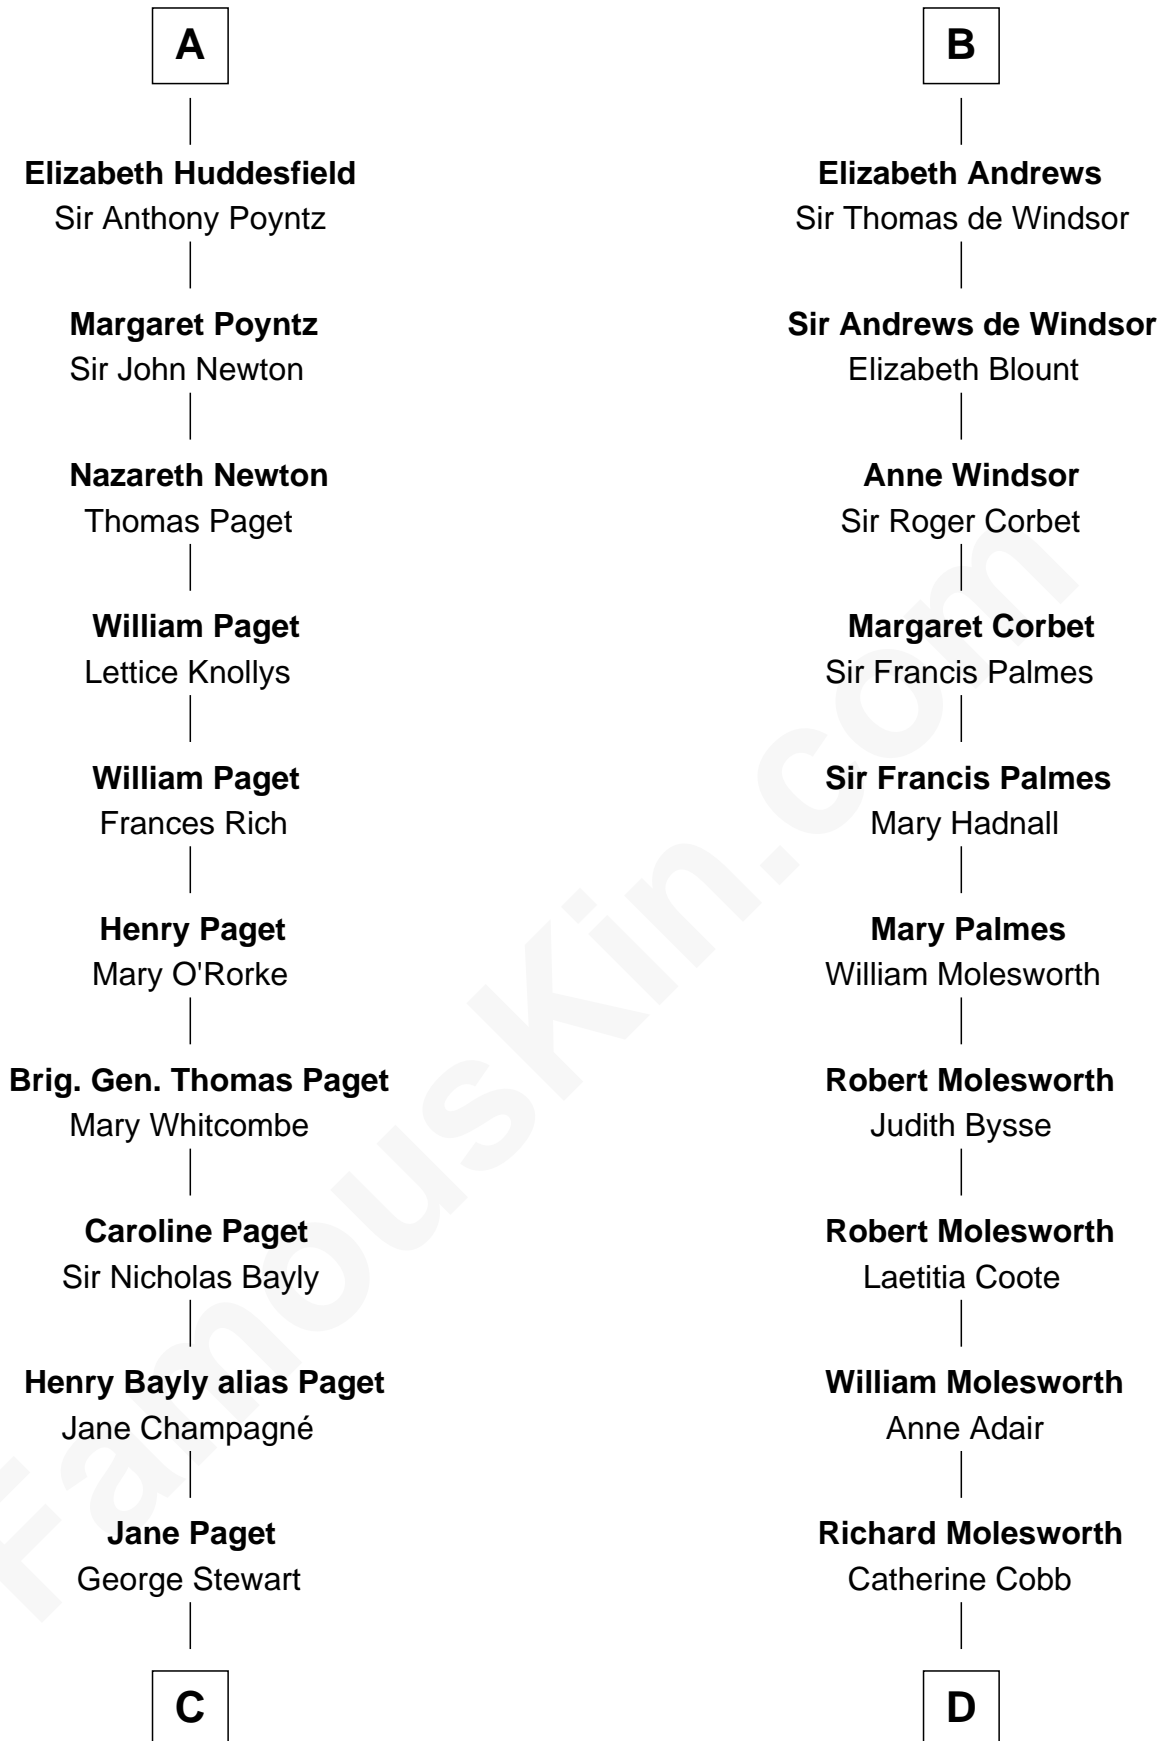 A
Elizabeth Huddesfield
Sir Anthony Poyntz
Margaret Poyntz
Sir John Newton
Nazareth Newton
Thomas Paget
William Paget
Lettice Knollys
William Paget
Frances Rich
Henry Paget
Mary O'Rorke
Brig. Gen. Thomas Paget
Mary Whitcombe
Caroline Paget
Sir Nicholas Bayly
Henry Bayly alias Paget
Jane Champagné
Jane Paget
George Stewart
C
B
Elizabeth Andrews
Sir Thomas de Windsor
Sir Andrews de Windsor
Elizabeth Blount
Anne Windsor
Sir Roger Corbet
Margaret Corbet
Sir Francis Palmes
Sir Francis Palmes
Mary Hadnall
Mary Palmes
William Molesworth
Robert Molesworth
Judith Bysse
Robert Molesworth
Laetitia Coote
William Molesworth
Anne Adair
Richard Molesworth
Catherine Cobb
D
FamousKin.com